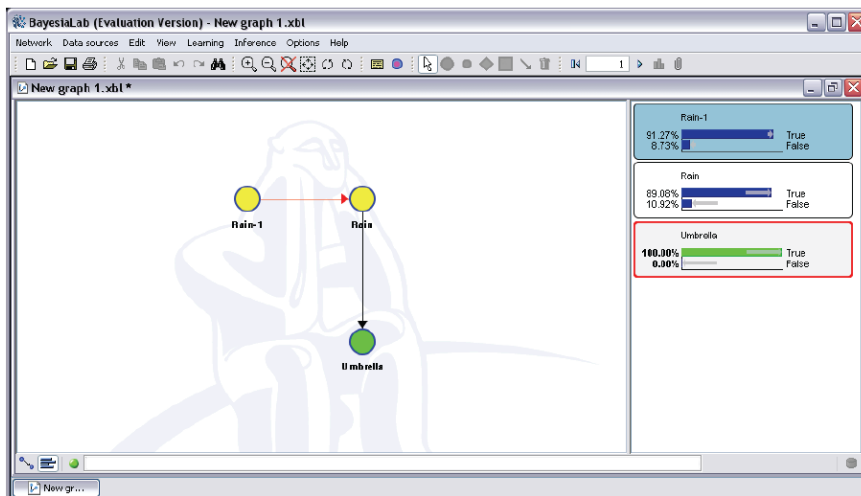 BayesiaLab (Evaluation Version) - New graph 1.xbl
Network Data sources Edit View Learning Inference Options Help
1
New graph 1.xbl *
Rain-1
91.27% True
8.73% False
Rain
89.08% True
10.92% False
Umbrella
100.00% True
0.00% False
Rain-1 Rain
Umbrella
New gr...